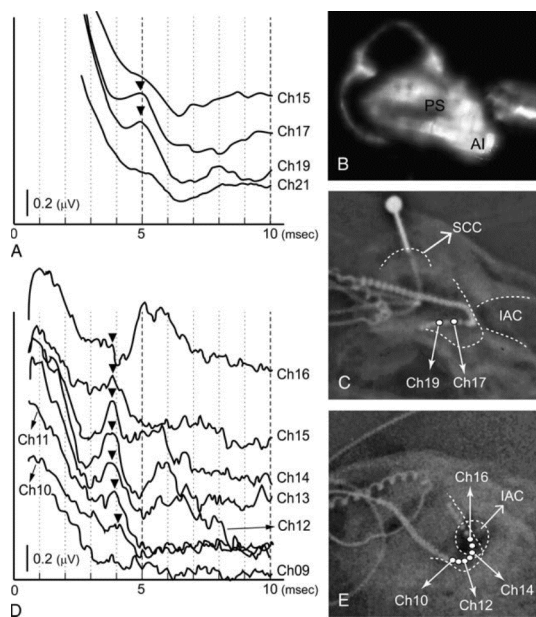 Ch15
Ch17
Ch19
Ch21
0.2 (μV)
0 5 10 (msec)
A
PS
AI
B
SCC
IAC
Ch19 Ch17
C
Ch16
Ch11
Ch10
Ch15
Ch14
Ch13
Ch12
Ch09
0.2 (μV)
0 5 10 (msec)
D
Ch16
IAC
Ch10
Ch12
Ch14
E